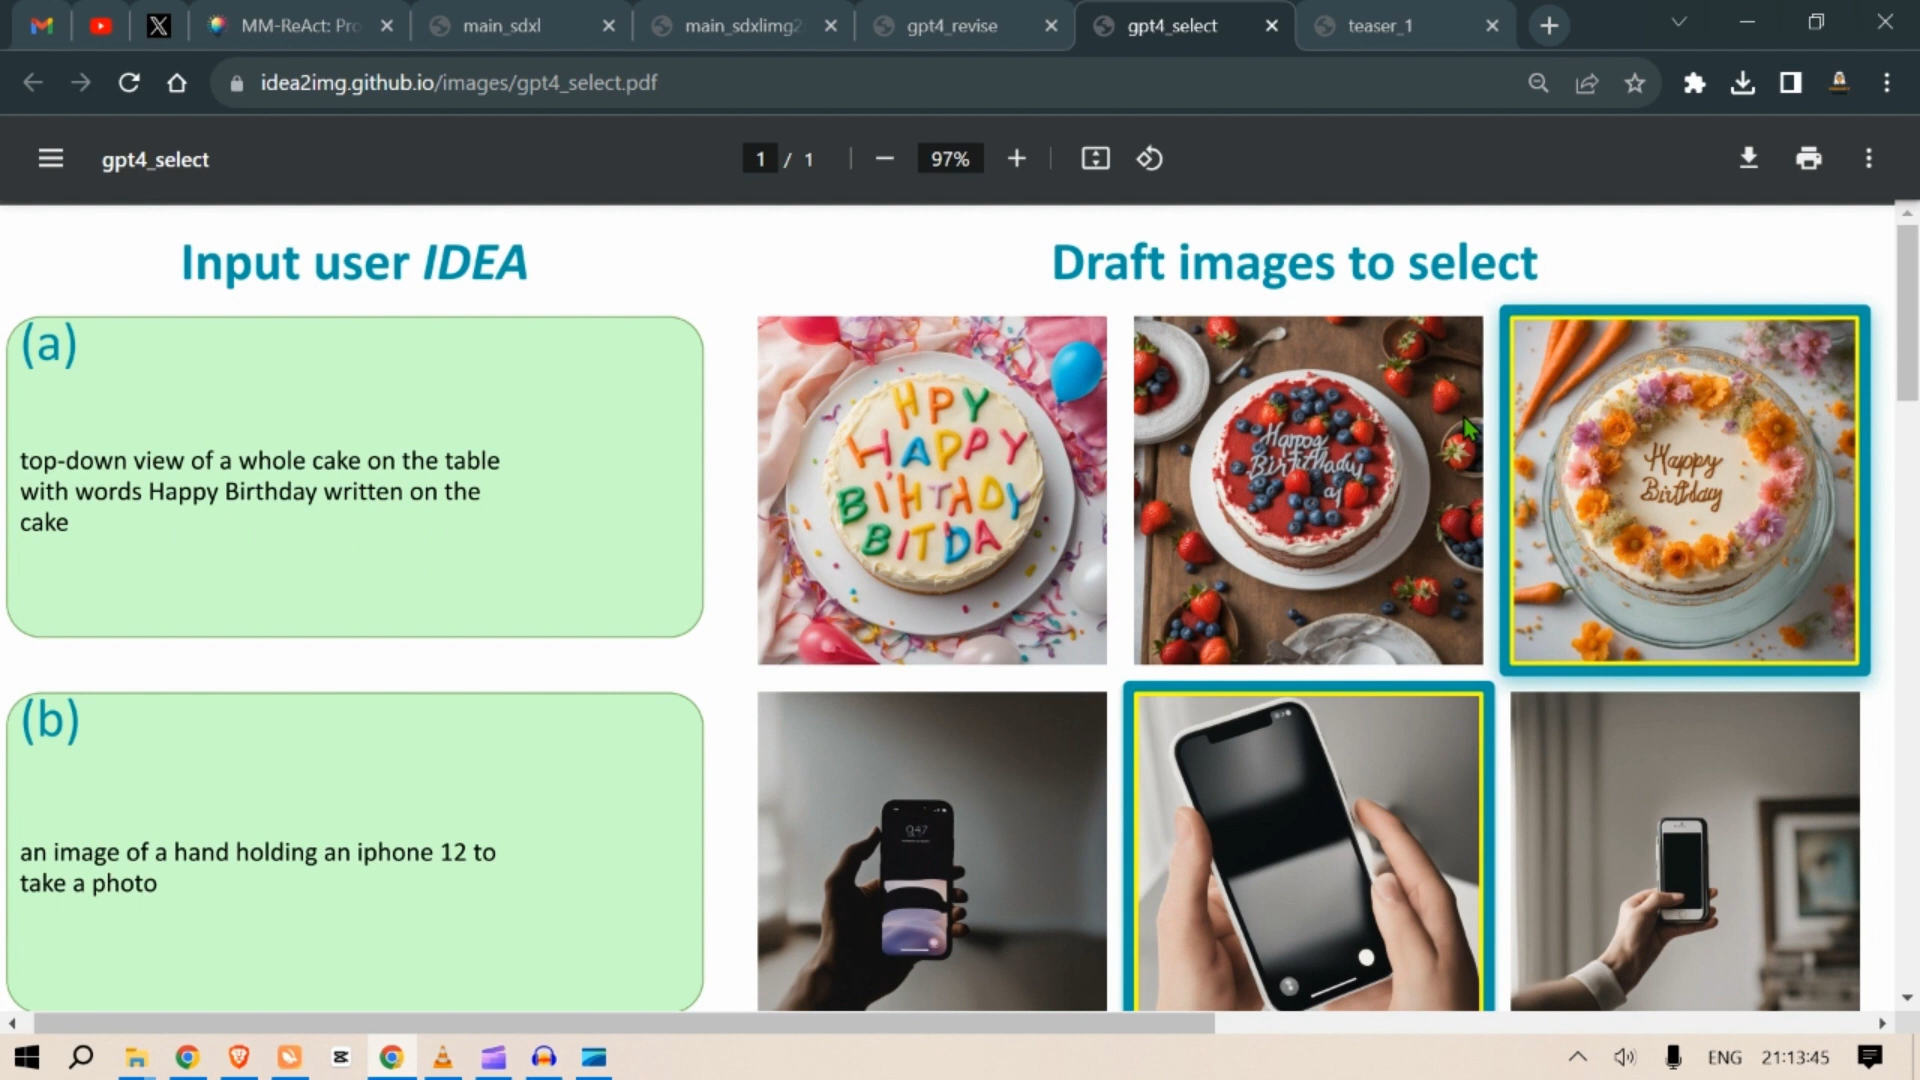 MM-ReAct: Pro
main_sdxl
main_sdxlimg2
gpt4_revise
gpt4_select
teaser_1
idea2img.github.io/images/gpt4_select.pdf
gpt4_select
1 / 1
97%
Input user IDEA
Draft images to select
(a)
top-down view of a whole cake on the table
with words Happy Birthday written on the
cake
HPY
HAPPY
BIHTHDY
BITDA
Happy
(b)
an image of a hand holding an iphone 12 to
take a photo
ENG
21:13:45